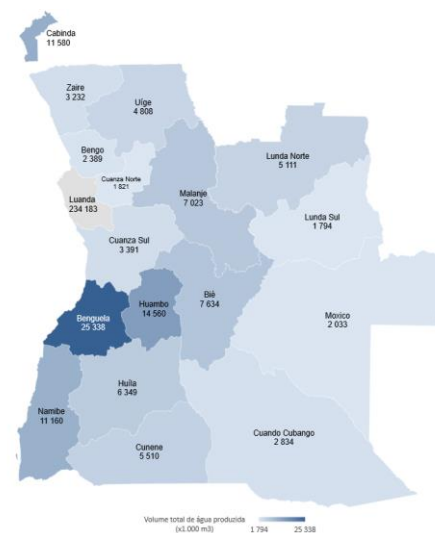 Cabinda
11 580
Zaire
3 232
Uíge
4 808
Bengo
2 389
Cuanza Norte
1 821
Lunda Norte
5 111
Malanje
7 023
Luanda
234 183
Lunda Sul
1 794
Cuanza Sul
3 391
Huambo
14 560
Biè
7 634
Benguela
25 338
Moxico
2 033
Huíla
6 349
Nambe
11 160
Cuando Cubango
2 834
Cunene
5 510
Volume total de água produzida
(x1.000 m3)
1 794 25 338